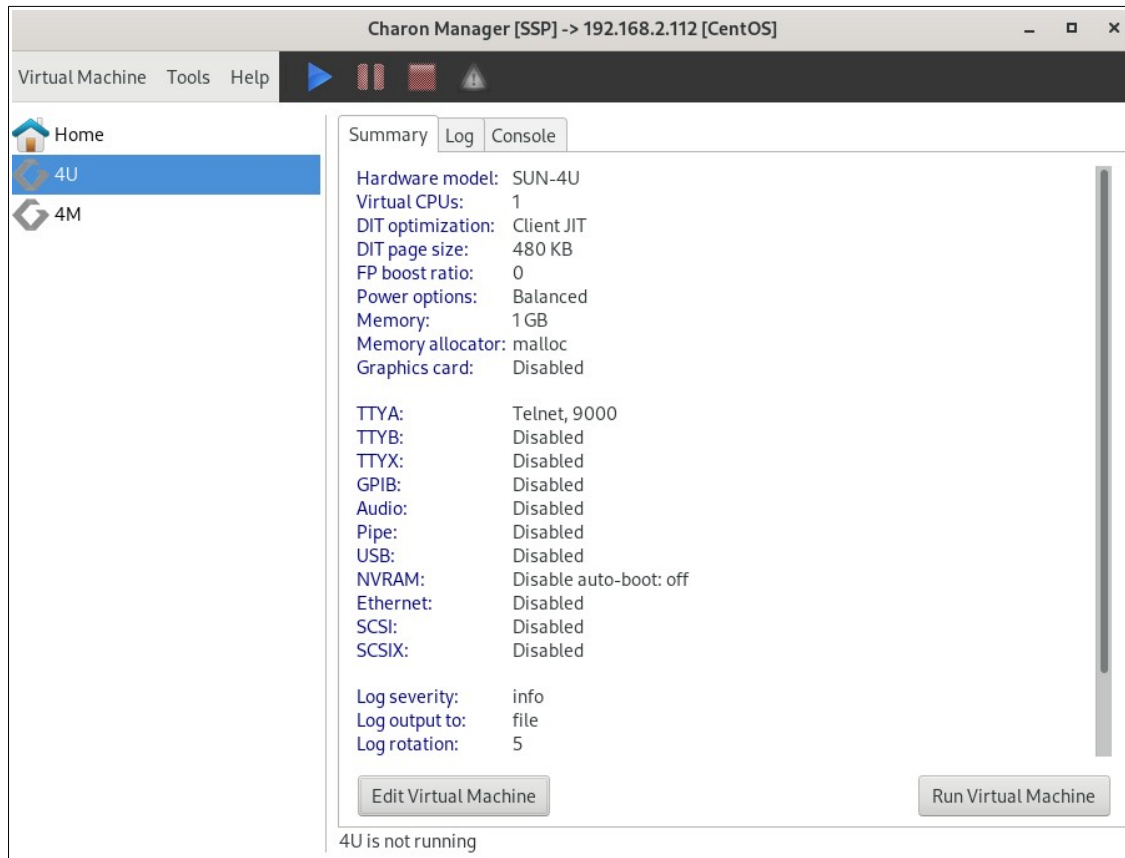 Charon Manager [SSP] -> 192.168.2.112 [CentOS]
Virtual Machine Tools Help
Home
4U
4M
Summary Log Console
Hardware model: SUN-4U
Virtual CPUs: 1
DIT optimization: Client JIT
DIT page size: 480 KB
FP boost ratio: 0
Power options: Balanced
Memory: 1 GB
Memory allocator: malloc
Graphics card: Disabled
TTYA: Telnet, 9000
TTYB: Disabled
TTYX: Disabled
GPIB: Disabled
Audio: Disabled
Pipe: Disabled
USB: Disabled
NVRAM: Disable auto-boot: off
Ethernet: Disabled
SCSI: Disabled
SCSIX: Disabled
Log severity: info
Log output to: file
Log rotation: 5
Edit Virtual Machine Run Virtual Machine
4U is not running